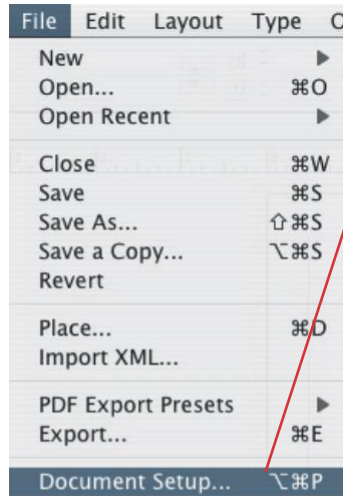 File Edit Layout Type
New
Open... ⌘O
Open Recent
Close ⌘W
Save ⌘S
Save As... ⇧⌘S
Save a Copy... ⌥⌘S
Revert
Place... ⌘D
Import XML...
PDF Export Presets
Export... ⌘E
Document Setup... ⌥⌘P